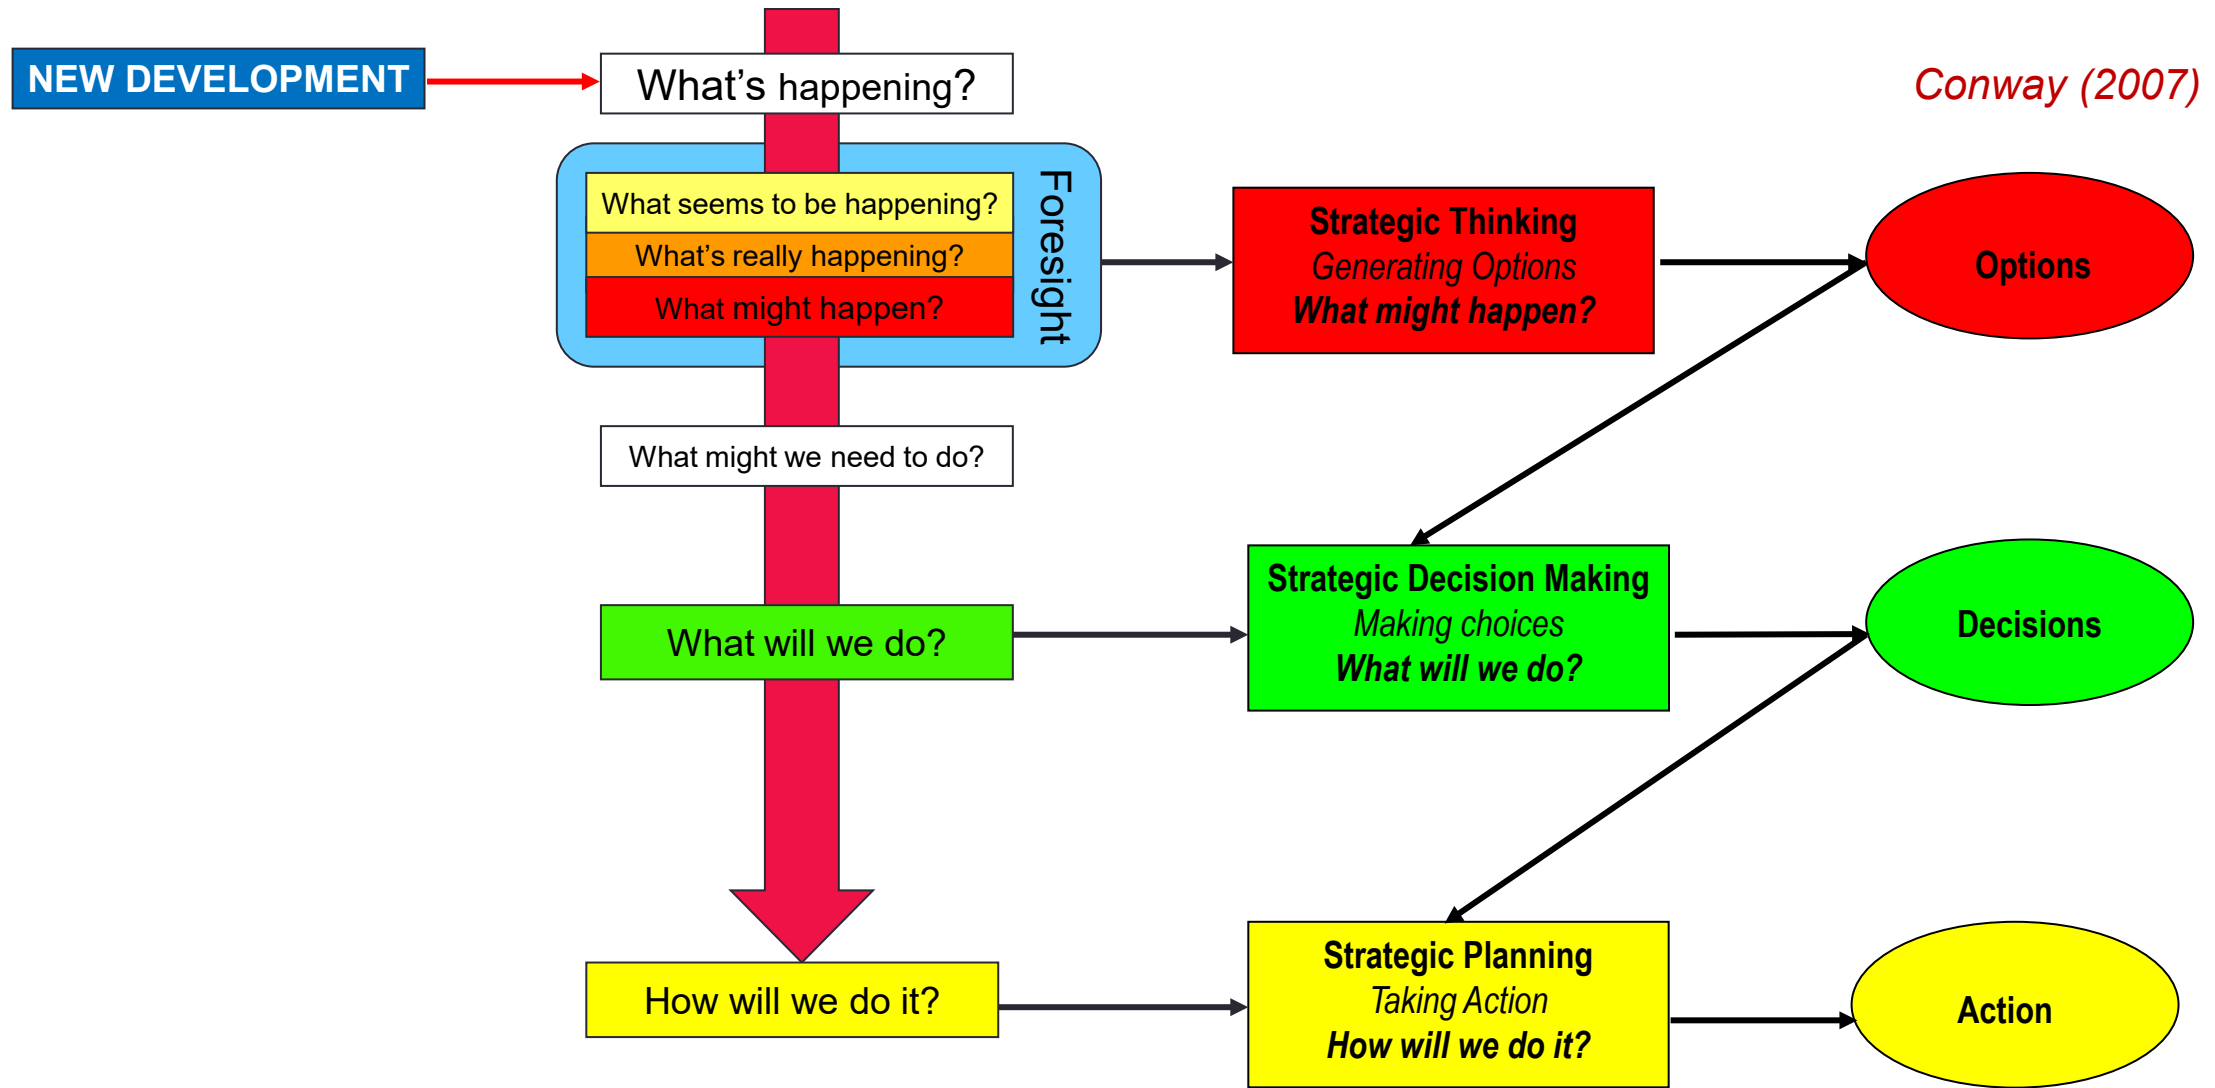 NEW DEVELOPMENT
What’s happening?
Conway (2007)
What seems to be happening?
What’s really happening?
What might happen?
Foresight
Strategic Thinking
Generating Options
What might happen?
Options
What might we need to do?
What will we do?
Strategic Decision Making
Making choices
What will we do?
Decisions
How will we do it?
Strategic Planning
Taking Action
How will we do it?
Action